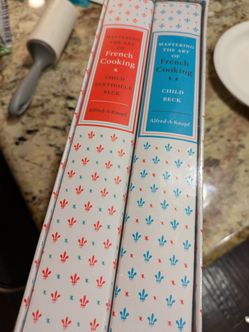 MASTERING
THE ART
OF
French
Cooking
★
CHILD
BERTHOLLE
BECK
Alfred·A·Knopf
MASTERING
THE ART OF
French
Cooking
★★
CHILD
BECK
Alfred·A·Knopf